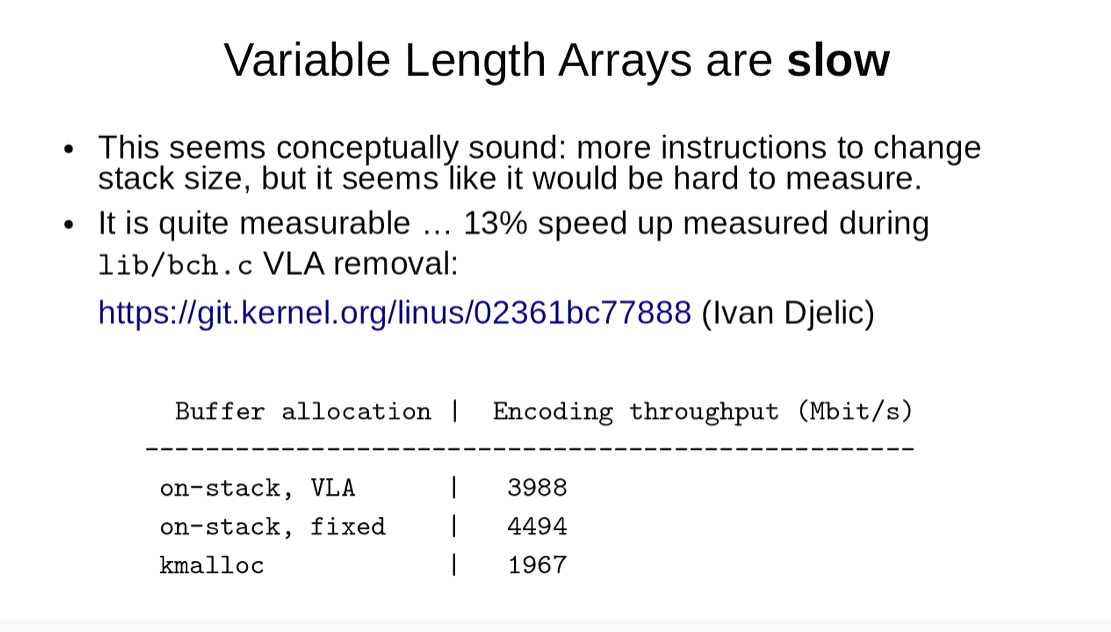 Variable Length Arrays are slow
• This seems conceptually sound: more instructions to change
stack size, but it seems like it would be hard to measure.
• It is quite measurable … 13% speed up measured during
lib/bch.c VLA removal:
https://git.kernel.org/linus/02361bc77888 (Ivan Djelic)
Buffer allocation | Encoding throughput (Mbit/s)
---------------------------------------------------
on-stack, VLA | 3988
on-stack, fixed | 4494
kmalloc | 1967